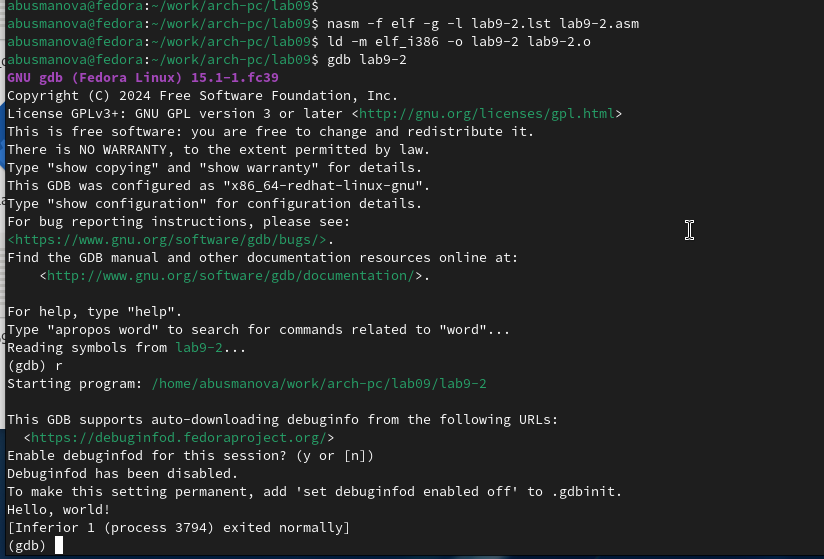 abusmanova@fedora:~/work/arch-pc/lab09$
abusmanova@fedora:~/work/arch-pc/lab09$ nasm -f elf -g -l lab9-2.lst lab9-2.asm
abusmanova@fedora:~/work/arch-pc/lab09$ ld -m elf_i386 -o lab9-2 lab9-2.o
abusmanova@fedora:~/work/arch-pc/lab09$ gdb lab9-2
GNU gdb (Fedora Linux) 15.1-1.fc39
Copyright (C) 2024 Free Software Foundation, Inc.
License GPLv3+: GNU GPL version 3 or later <http://gnu.org/licenses/gpl.html>
This is free software: you are free to change and redistribute it.
There is NO WARRANTY, to the extent permitted by law.
Type "show copying" and "show warranty" for details.
This GDB was configured as "x86_64-redhat-linux-gnu".
Type "show configuration" for configuration details.
For bug reporting instructions, please see:
<https://www.gnu.org/software/gdb/bugs/>.
Find the GDB manual and other documentation resources online at:
    <http://www.gnu.org/software/gdb/documentation/>.

For help, type "help".
Type "apropos word" to search for commands related to "word"...
Reading symbols from lab9-2...
(gdb) r
Starting program: /home/abusmanova/work/arch-pc/lab09/lab9-2

This GDB supports auto-downloading debuginfo from the following URLs:
  <https://debuginfod.fedoraproject.org/>
Enable debuginfod for this session? (y or [n])
Debuginfod has been disabled.
To make this setting permanent, add 'set debuginfod enabled off' to .gdbinit.
Hello, world!
[Inferior 1 (process 3794) exited normally]
(gdb)